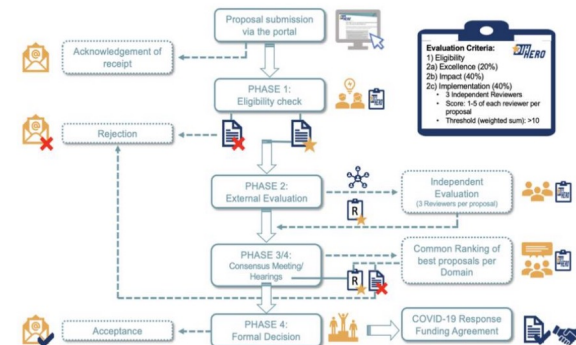 Proposal submission
via the portal
Acknowledgement of
receipt
PHASE 1:
Eligibility check
Rejection
PHASE 2:
External Evaluation
Independent
Evaluation
(3 Reviewers per proposal)
PHASE 3/4:
Consensus Meeting/
Hearings
Common Ranking of
best proposals per
Domain
PHASE 4:
Formal Decision
Acceptance
COVID-19 Response
Funding Agreement
R
R
Evaluation Criteria:
1) Eligibility
2a) Excellence (20%)
2b) Impact (40%)
2c) Implementation (40%)
• 3 Independent Reviewers
• Score: 1-5 of each reviewer per
proposal
• Threshold (weighted sum): >10
DIH
HERO